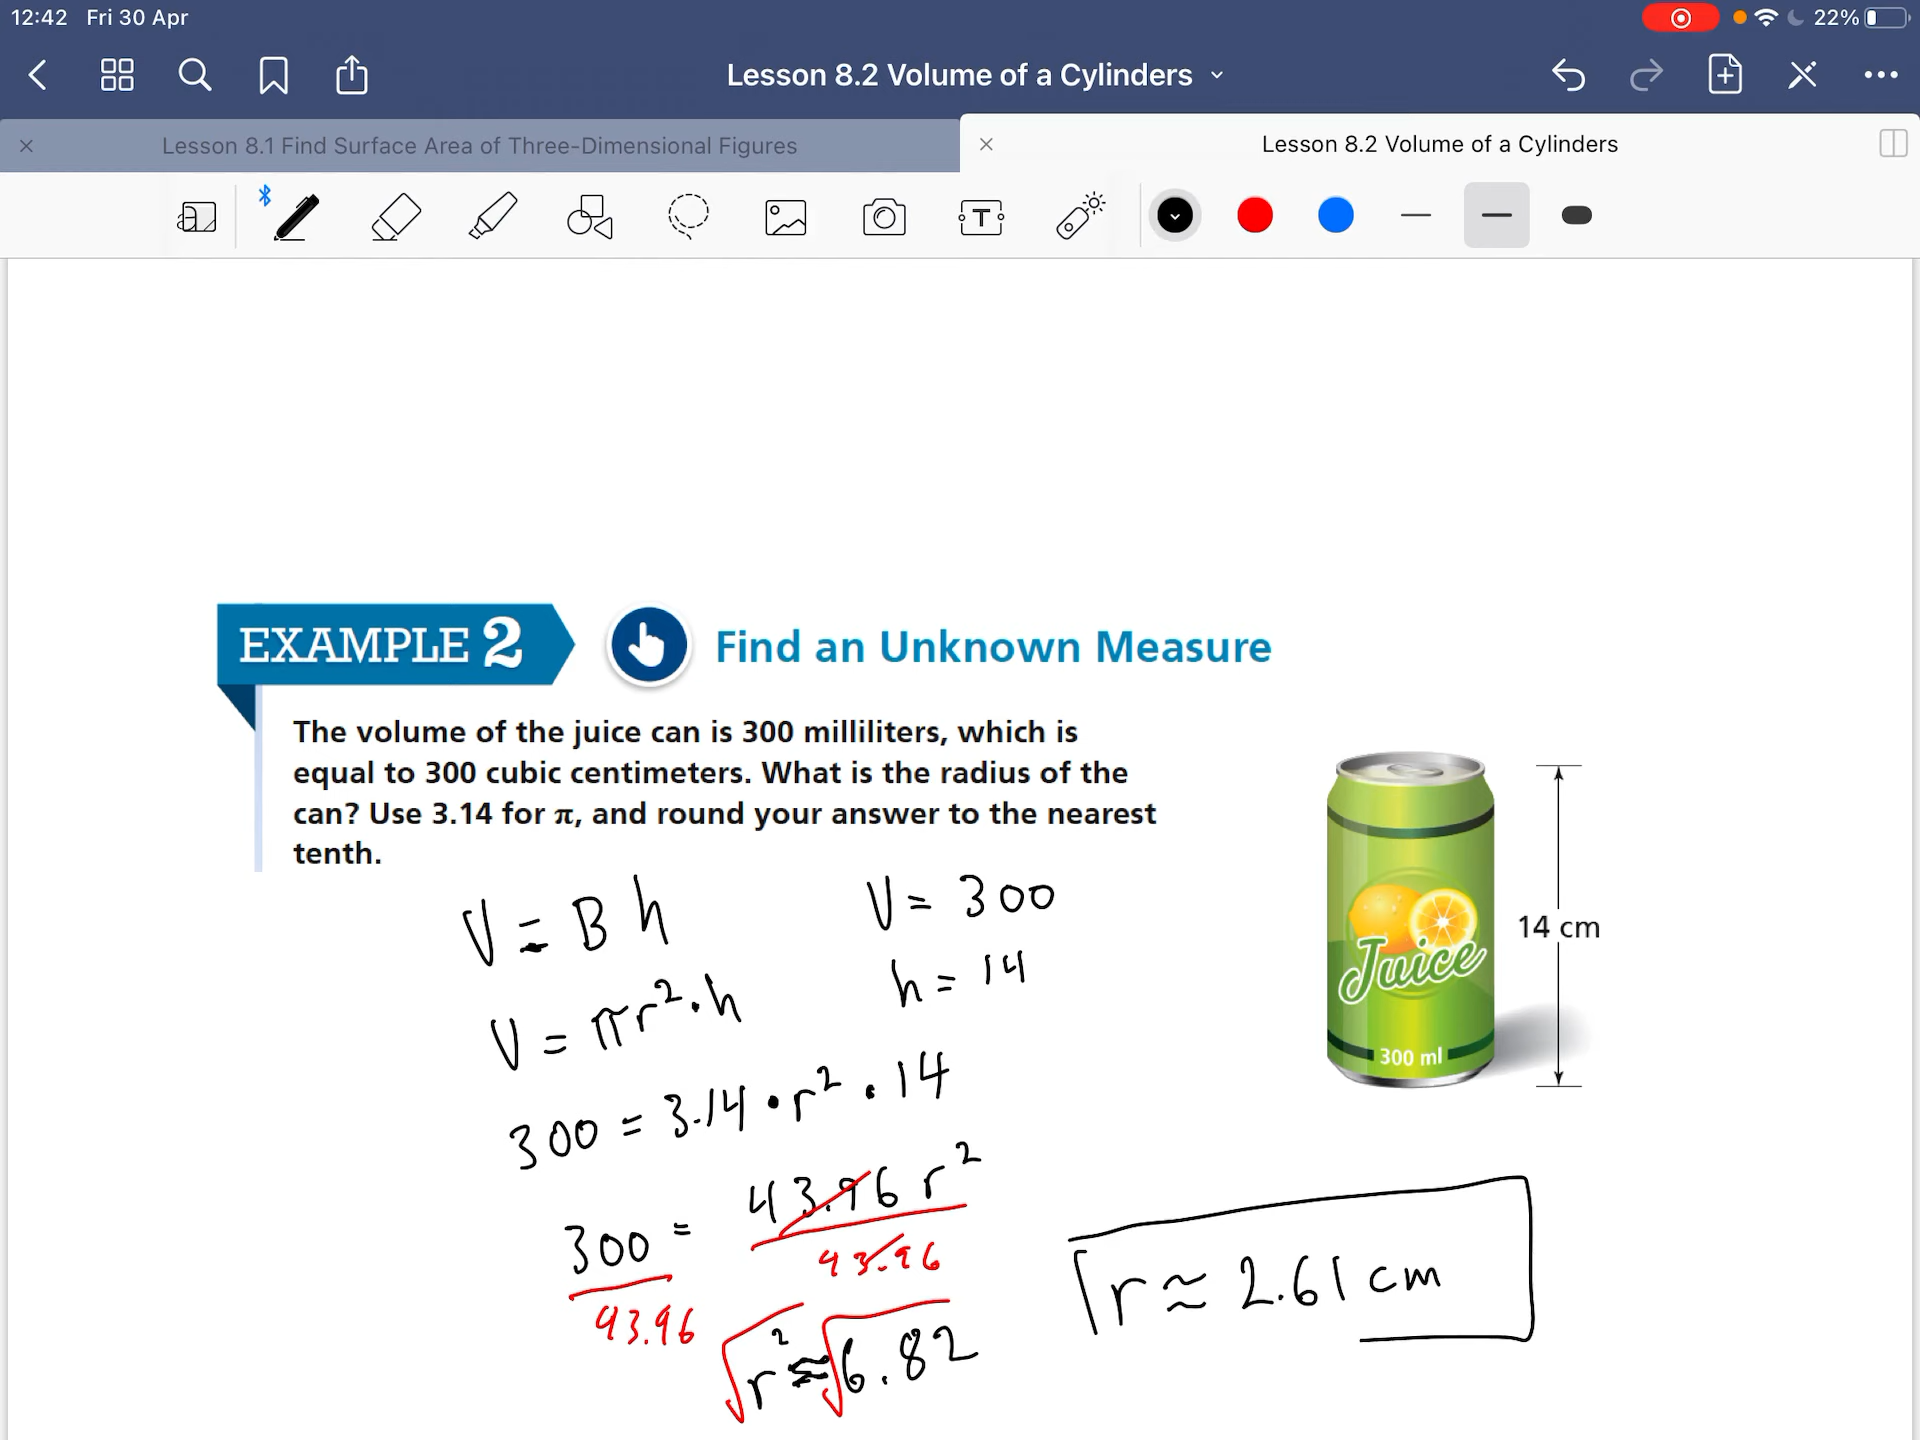 12:42 Fri 30 Apr
22%
Lesson 8.2 Volume of a Cylinders
Lesson 8.1 Find Surface Area of Three-Dimensional Figures
Lesson 8.2 Volume of a Cylinders
a
T
EXAMPLE 2 Find an Unknown Measure
The volume of the juice can is 300 milliliters, which is
equal to 300 cubic centimeters. What is the radius of the
can? Use 3.14 for π, and round your answer to the nearest
tenth.
V = B h
V = πr²·h
300 = 3.14 • r² • 14
300 = 43.96 r²
43.96 43.96
√r² ≈ √6.82
V = 300
h = 14
r ≈ 2.61 cm
Juice
300 ml
14 cm